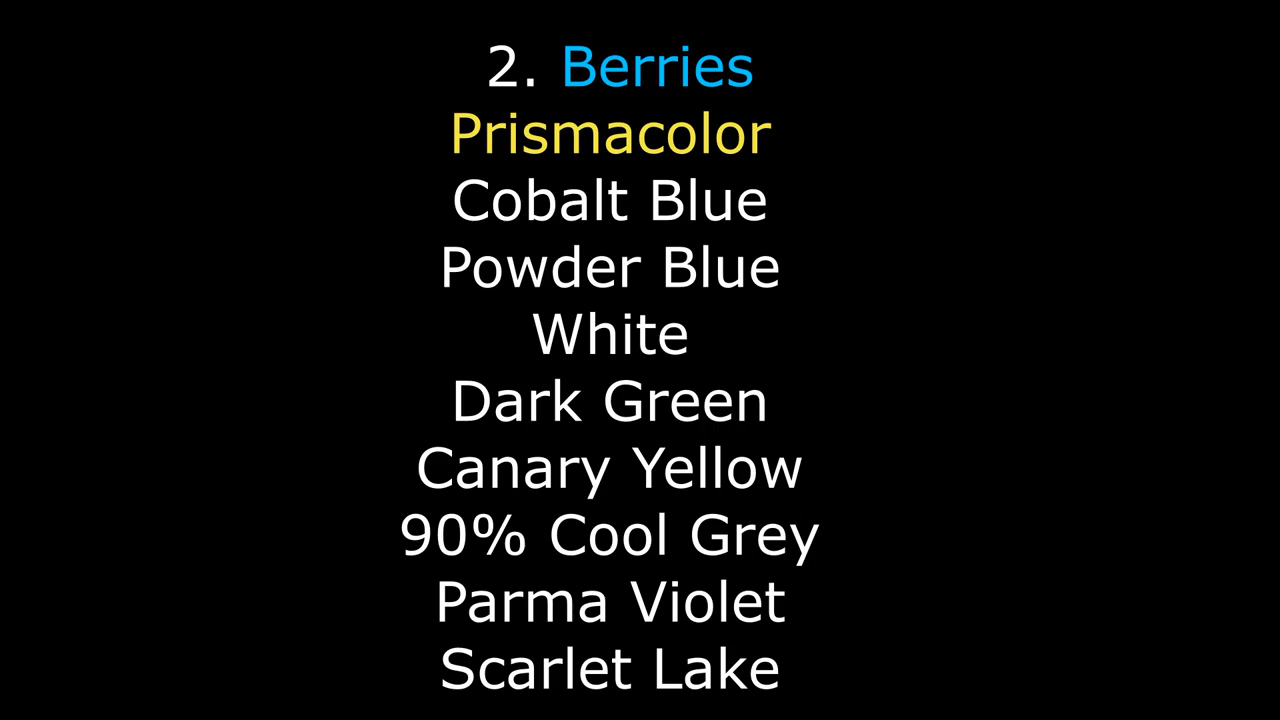 2. Berries
Prismacolor
Cobalt Blue
Powder Blue
White
Dark Green
Canary Yellow
90% Cool Grey
Parma Violet
Scarlet Lake